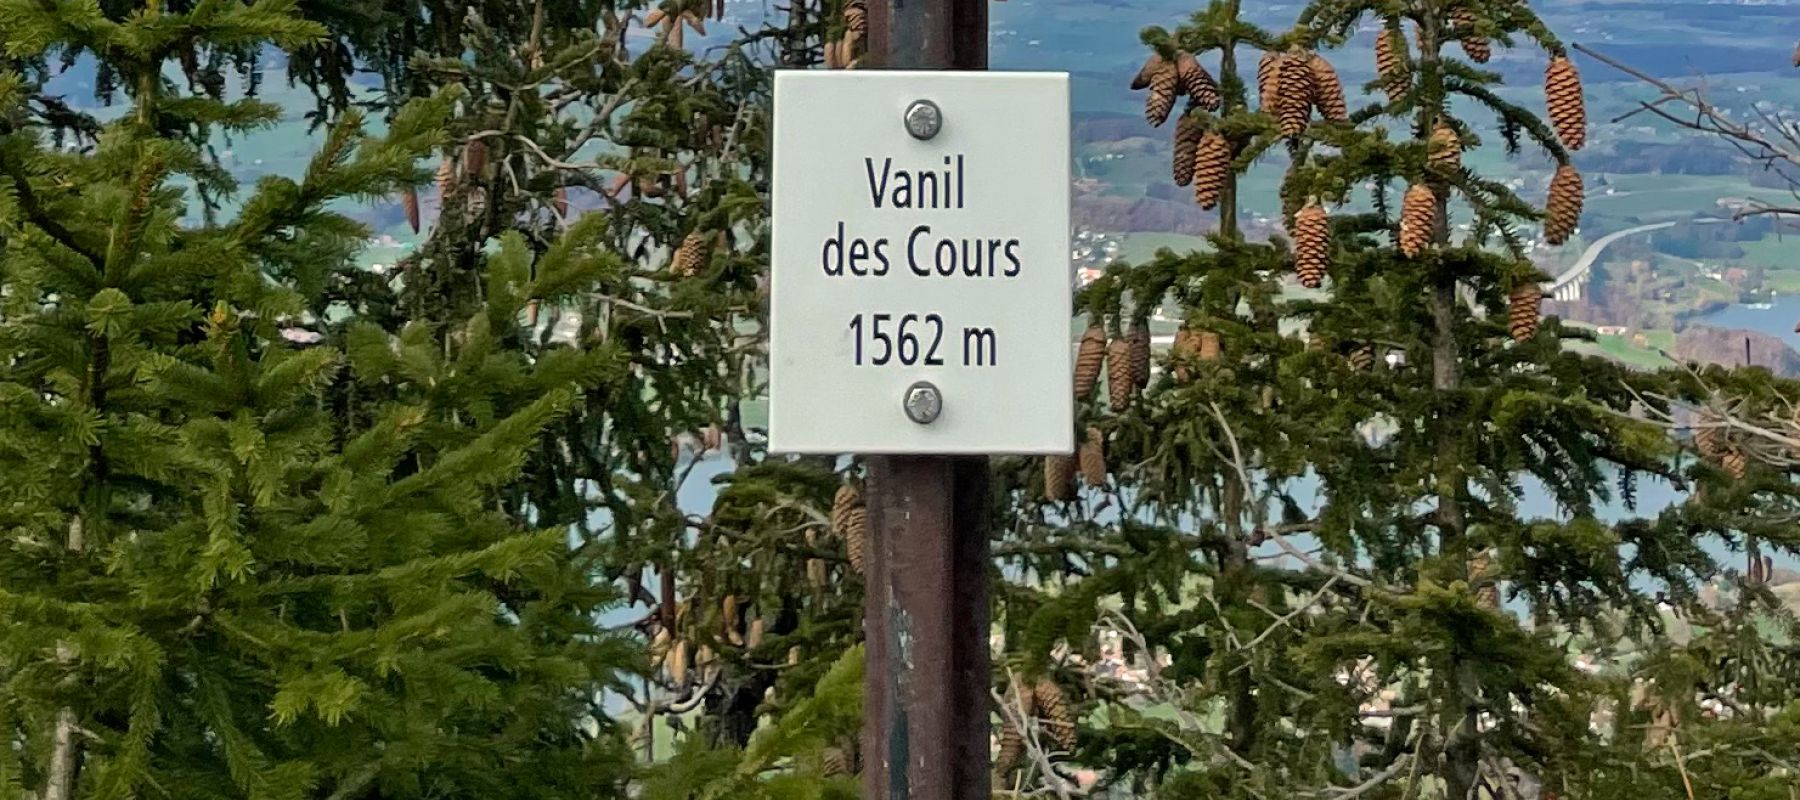 Vanil
des Cours
1562 m